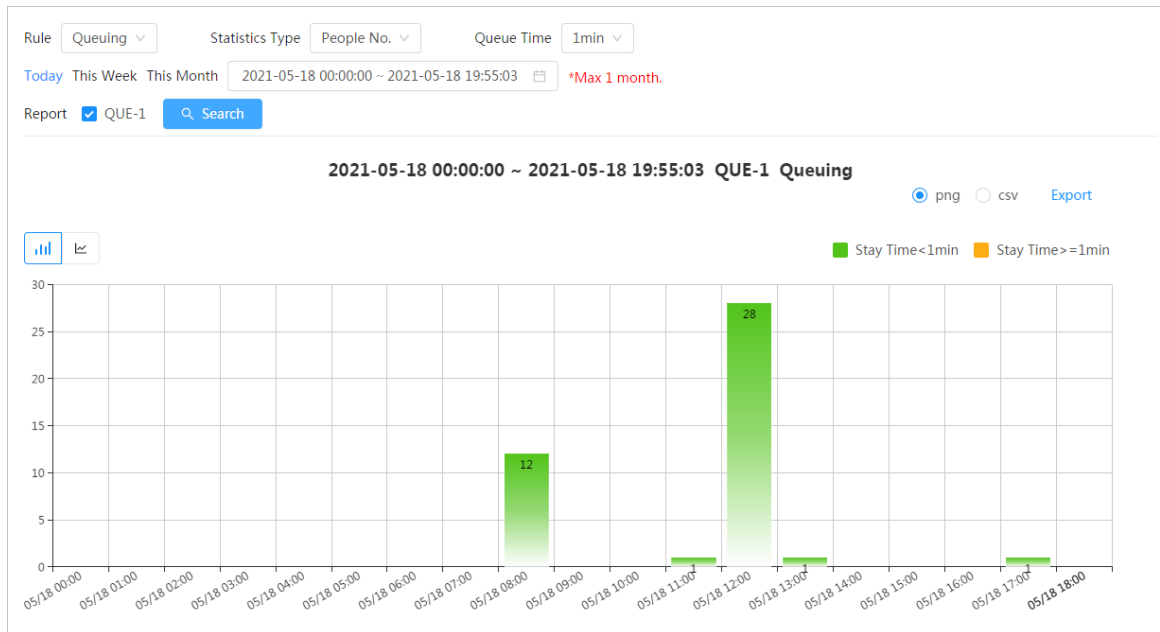 Rule Queuing Statistics Type People No. Queue Time 1min
Today This Week This Month 2021-05-18 00:00:00 ~ 2021-05-18 19:55:03 *Max 1 month.
Report QUE-1 Search
2021-05-18 00:00:00 ~ 2021-05-18 19:55:03 QUE-1 Queuing
png csv Export
Stay Time<1min Stay Time>=1min
30
28
25
20
15
12
10
5
0
1 1 1
05/18 00:00 05/18 01:00 05/18 02:00 05/18 03:00 05/18 04:00 05/18 05:00 05/18 06:00 05/18 07:00 05/18 08:00 05/18 09:00 05/18 10:00 05/18 11:00 05/18 12:00 05/18 13:00 05/18 14:00 05/18 15:00 05/18 16:00 05/18 17:00 05/18 18:00